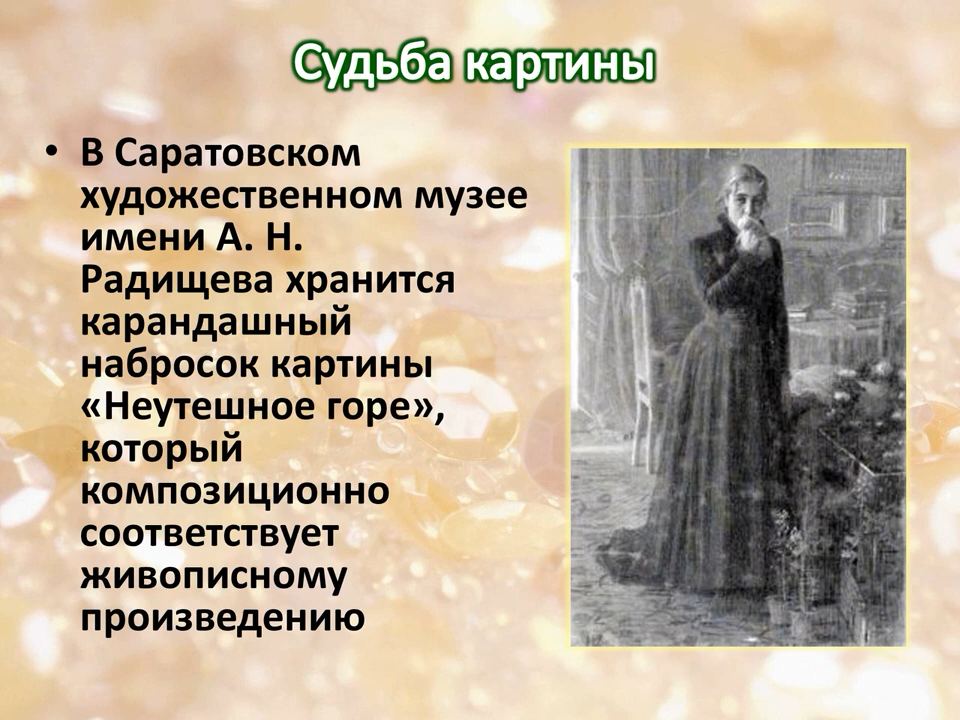 Судьба картины
• В Саратовском
художественном музее
имени А. Н.
Радищева хранится
карандашный
набросок картины
«Неутешное горе»,
который
композиционно
соответствует
живописному
произведению